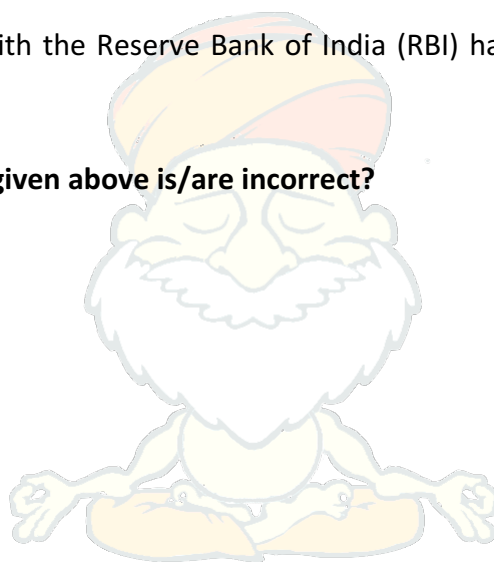 ith the Reserve Bank of India (RBI) ha
given above is/are incorrect?